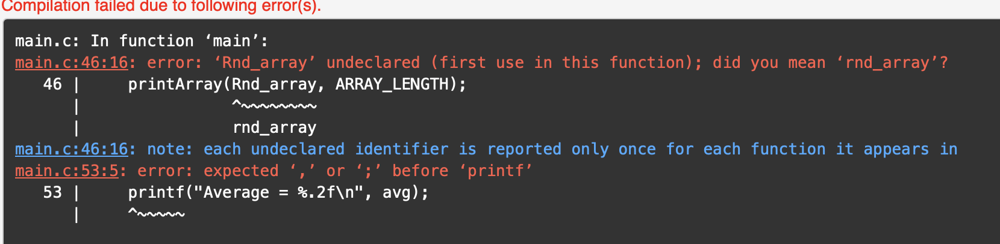 Compilation failed due to following error(s).
main.c: In function ‘main’:
main.c:46:16: error: ‘Rnd_array’ undeclared (first use in this function); did you mean ‘rnd_array’?
   46 |     printArray(Rnd_array, ARRAY_LENGTH);
      |                ^~~~~~~~~
      |                rnd_array
main.c:46:16: note: each undeclared identifier is reported only once for each function it appears in
main.c:53:5: error: expected ‘,’ or ‘;’ before ‘printf’
   53 |     printf("Average = %.2f\n", avg);
      |     ^~~~~~